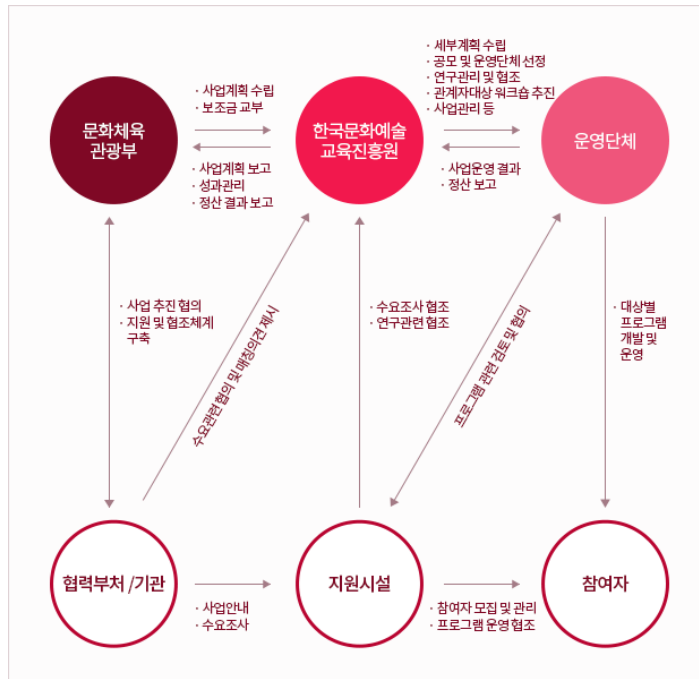 · 세부계획 수립
· 공모 및 운영단체 선정
· 연구관리 및 협조
· 관계자대상 워크숍 추진
· 사업관리 등
· 사업계획 수립
· 보조금 교부
문화체육
관광부
한국문화예술
교육진흥원
운영단체
· 사업계획 보고
· 성과관리
· 정산 결과 보고
· 사업운영 결과
· 정산 보고
· 사업 추진 협의
· 지원 및 협조체계
구축
수요관련 협의 및 매칭의견 제시
· 수요조사 협조
· 연구관련 협조
프로그램 관련 검토 및 협의
· 대상별
프로그램
개발 및
운영
협력부처 /기관
지원시설
참여자
· 사업안내
· 수요조사
· 참여자 모집 및 관리
· 프로그램 운영 협조